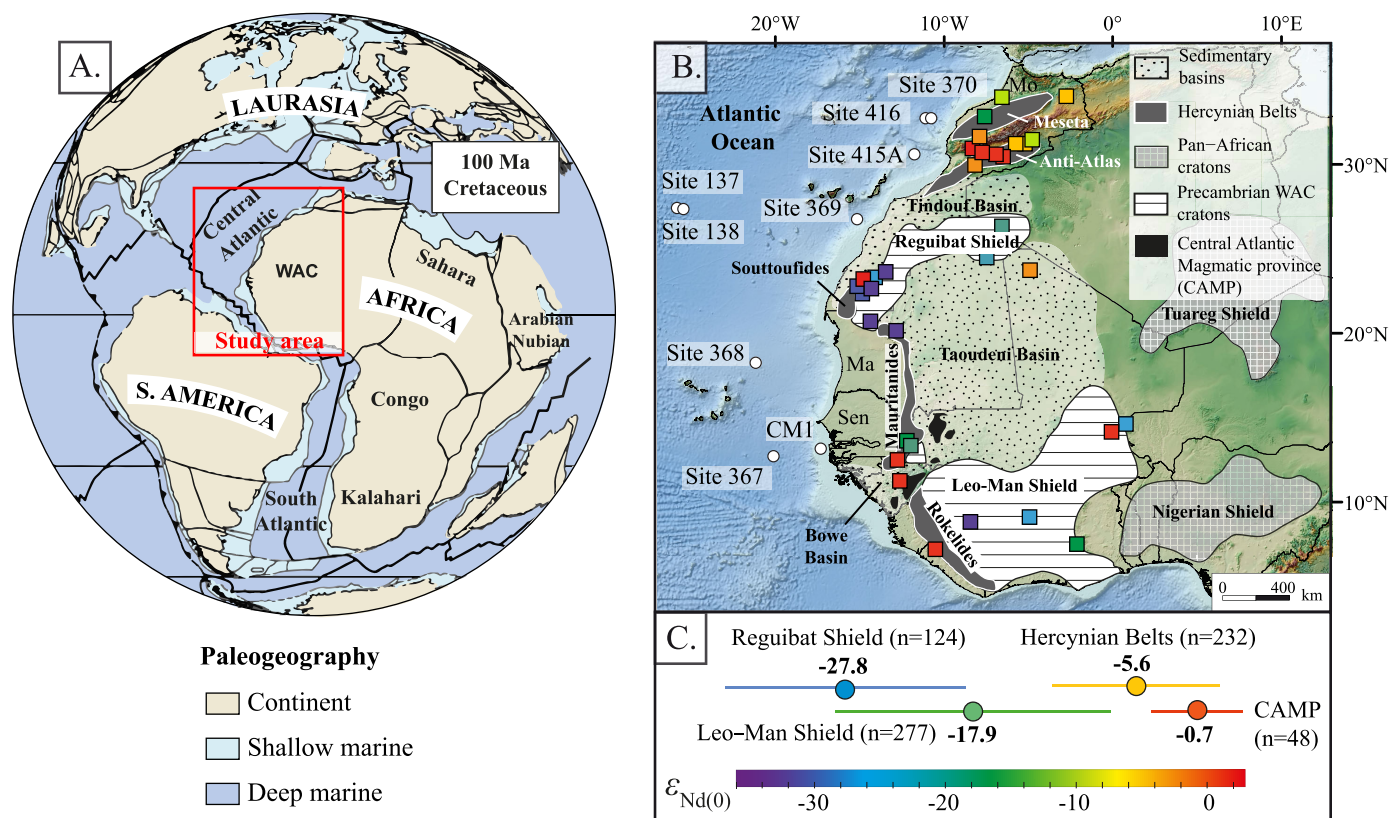 A.
LAURASIA
100 Ma
Cretaceous
Central
Atlantic
WAC
Sahara
AFRICA
Arabian
Nubian
Study area
S. AMERICA
Congo
South
Atlantic
Kalahari
Paleogeography
Continent
Shallow marine
Deep marine
20°W
10°W
0°
10°E
B.
Site 370
Mo
Atlantic
Ocean
Site 416
Meseta
Site 415A
Anti-Atlas
30°N
Site 137
Site 138
Site 369
Tindouf Basin
Reguibat Shield
Souttoufides
Sedimentary
basins
Hercynian Belts
Pan-African
cratons
Precambrian WAC
cratons
Central Atlantic
Magmatic province
(CAMP)
Tuareg Shield
20°N
Site 368
Ma
Mauritanides
Taoudeni Basin
Sen
CM1
Site 367
Leo-Man Shield
Nigerian Shield
10°N
Bowe
Basin
Rokelides
0 400
km
C.
Reguibat Shield (n=124)
-27.8
Hercynian Belts (n=232)
-5.6
Leo-Man Shield (n=277)
-17.9
-0.7
CAMP
(n=48)
εNd(0)
-30 -20 -10 0